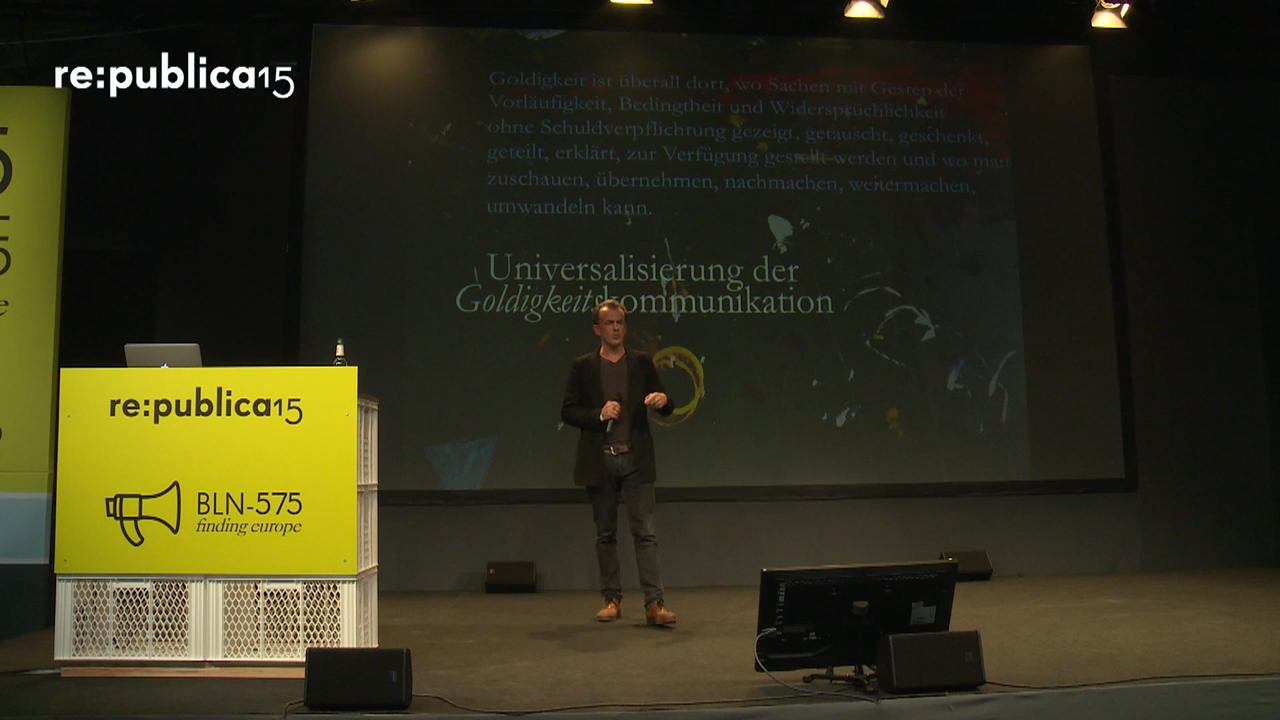 re:publica15
Goldigkeit ist überall dort, wo Sachen mit Gesten der
Vorläufigkeit, Bedingtheit und Widersprüchlichkeit
ohne Schuldverpflichtung gezeigt, getauscht, geschenkt,
geteilt, erklärt, zur Verfügung gestellt werden und wo man
zuschauen, übernehmen, nachmachen, weitermachen,
umwandeln kann.
Universalisierung der
Goldigkeitskommunikation
re:publica15
BLN-575
finding europe
5
5
e